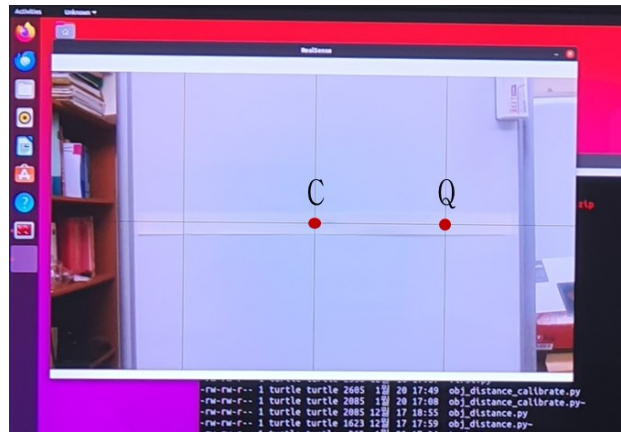 Activities
Unknown
RealSense
C
Q
zip
-rw-rw-r-- 1 turtle turtle 2605 1월 20 17:49 obj_distance_calibrate.py
-rw-rw-r-- 1 turtle turtle 2085 1월 20 17:08 obj_distance_calibrate.py~
-rw-rw-r-- 1 turtle turtle 2085 12월 17 18:55 obj_distance.py
-rw-rw-r-- 1 turtle turtle 1623 12월 17 17:59 obj_distance.py~